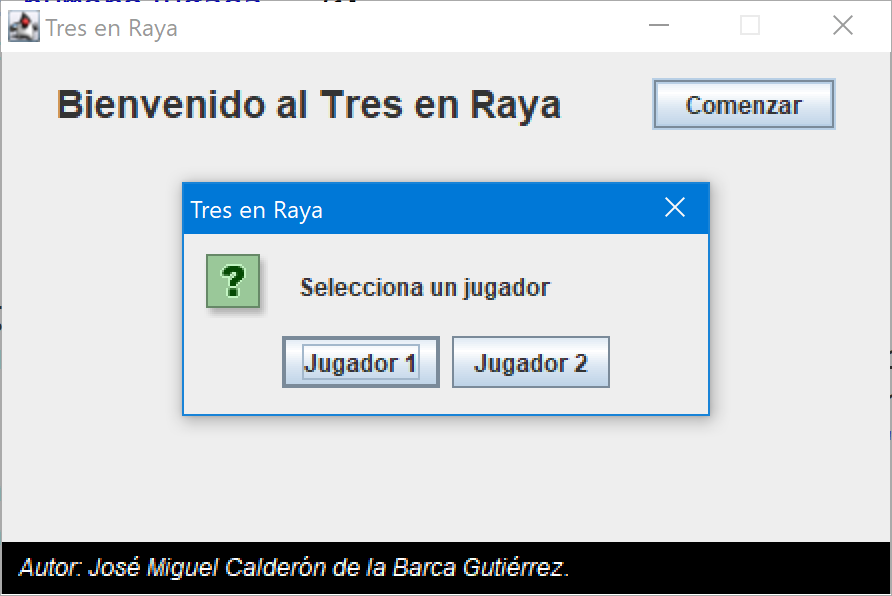 Tres en Raya
Bienvenido al Tres en Raya
Comenzar
Tres en Raya
?
Selecciona un jugador
Jugador 1
Jugador 2
Autor: José Miguel Calderón de la Barca Gutiérrez.